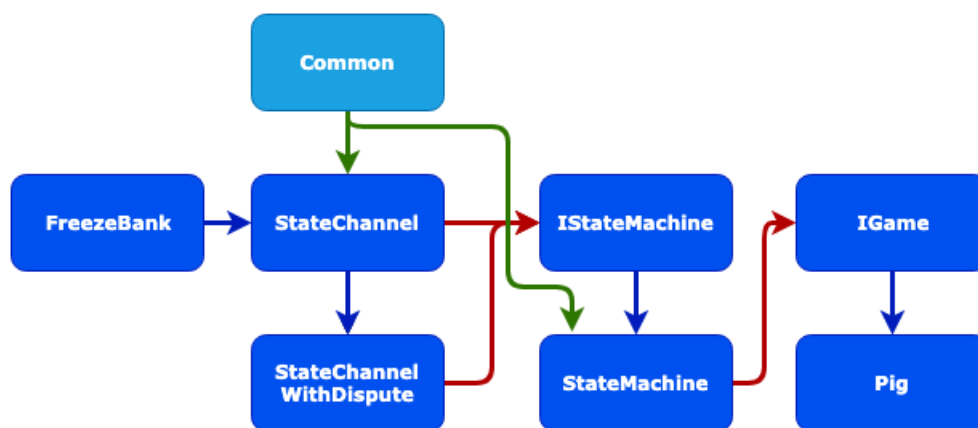 Common
FreezeBank
StateChannel
IStateMachine
IGame
StateChannel
WithDispute
StateMachine
Pig